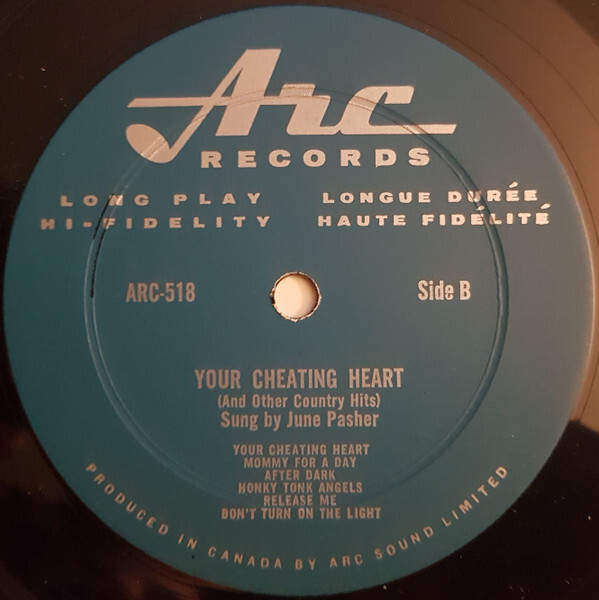 Arc
RECORDS
LONG PLAY
HI-FIDELITY
LONGUE DURÉE
HAUTE FIDÉLITÉ
ARC-518
Side B
YOUR CHEATING HEART
(And Other Country Hits)
Sung by June Pasher
YOUR CHEATING HEART
MOMMY FOR A DAY
AFTER DARK
HONKY TONK ANGELS
RELEASE ME
DON'T TURN ON THE LIGHT
PRODUCED IN CANADA BY ARC SOUND LIMITED